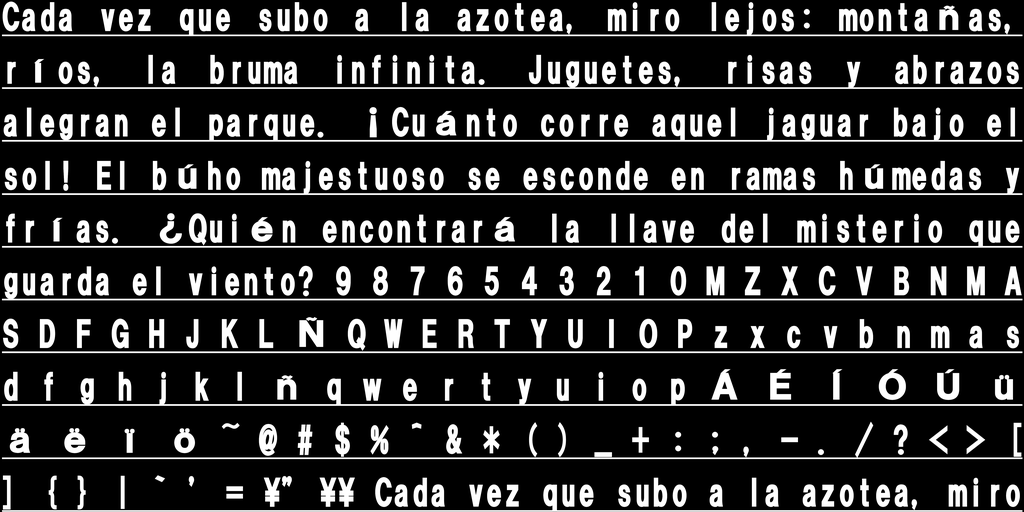 Cada vez que subo a la azotea, miro lejos: montañas,
ríos, la bruma infinita. Juguetes, risas y abrazos
alegran el parque. ¡Cuánto corre aquel jaguar bajo el
sol! El búho majestuoso se esconde en ramas húmedas y
frías. ¿Quién encontrará la llave del misterio que
guarda el viento? 9 8 7 6 5 4 3 2 1 0 M Z X C V B N M A
S D F G H J K L Ñ Q W E R T Y U I O P z x c v b n m a s
d f g h j k l ñ q w e r t y u i o p Á É Í Ó Ú ü
ä ë ï ö ~ @ # $ % ^ & * ( ) _ + : ; , - . / ? < > [
] { } | ` ' = ¥" ¥¥ Cada vez que subo a la azotea, miro